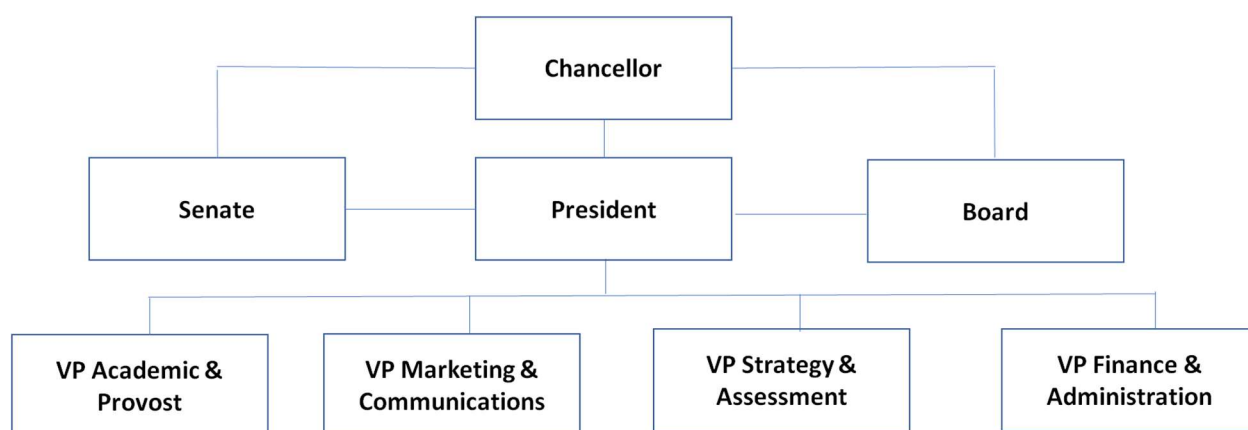 Chancellor
Senate
President
Board
VP Academic &
Provost
VP Marketing &
Communications
VP Strategy &
Assessment
VP Finance &
Administration